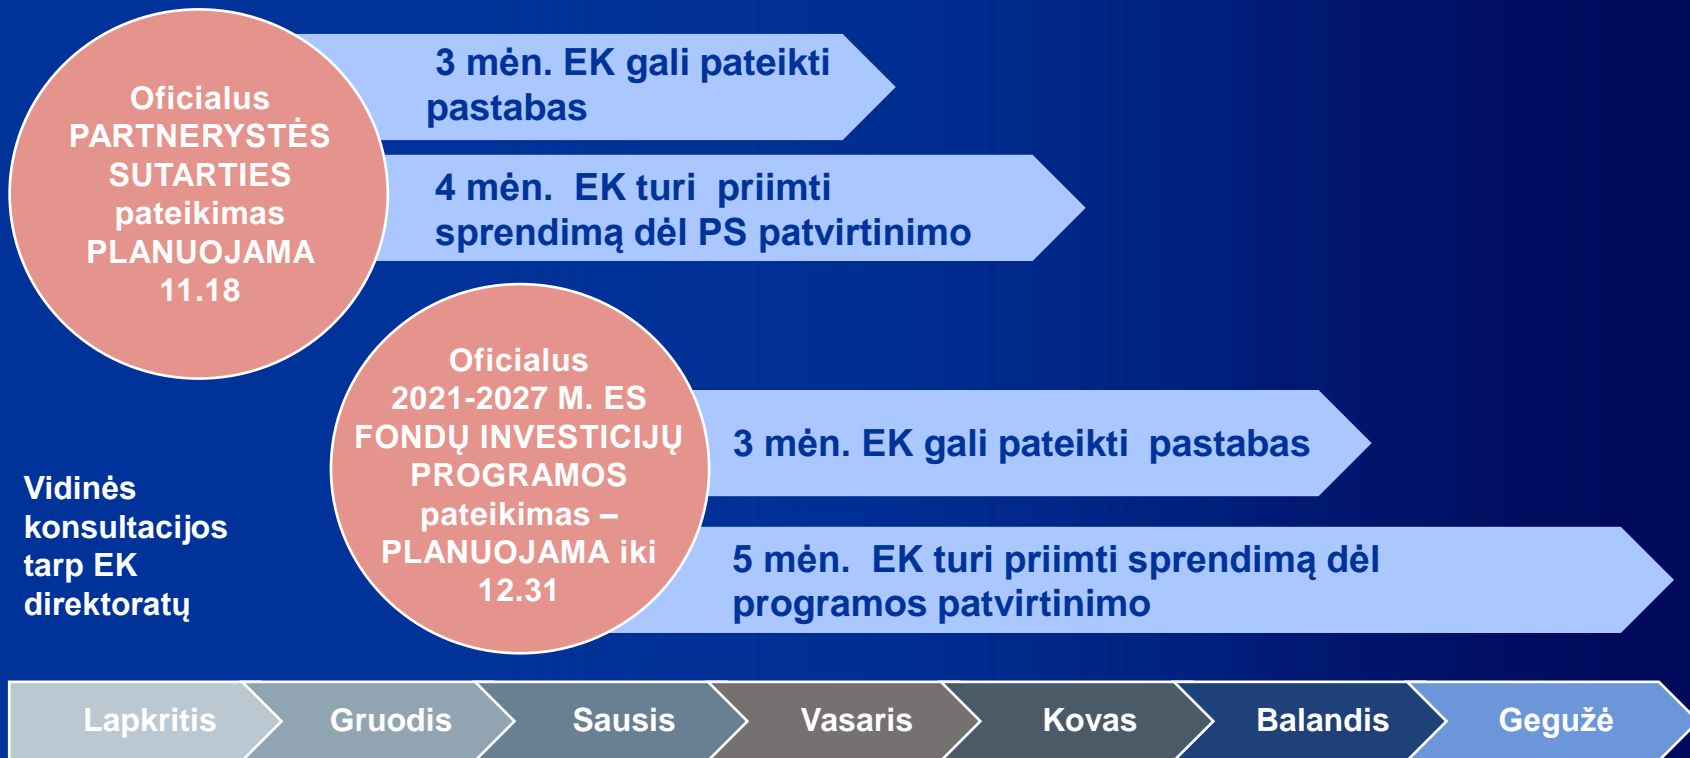 Oficialus
PARTNERYSTĖS
SUTARTIES
pateikimas
PLANUOJAMA
11.18
3 mėn. EK gali pateikti
pastabas
4 mėn. EK turi priimti
sprendimą dėl PS patvirtinimo
Oficialus
2021-2027 M. ES
FONDŲ INVESTICIJŲ
PROGRAMOS
pateikimas –
PLANUOJAMA iki
12.31
3 mėn. EK gali pateikti pastabas
5 mėn. EK turi priimti sprendimą dėl
programos patvirtinimo
Vidinės
konsultacijos
tarp EK
direktoratų
Lapkritis Gruodis Sausis Vasaris Kovas Balandis Gegužė